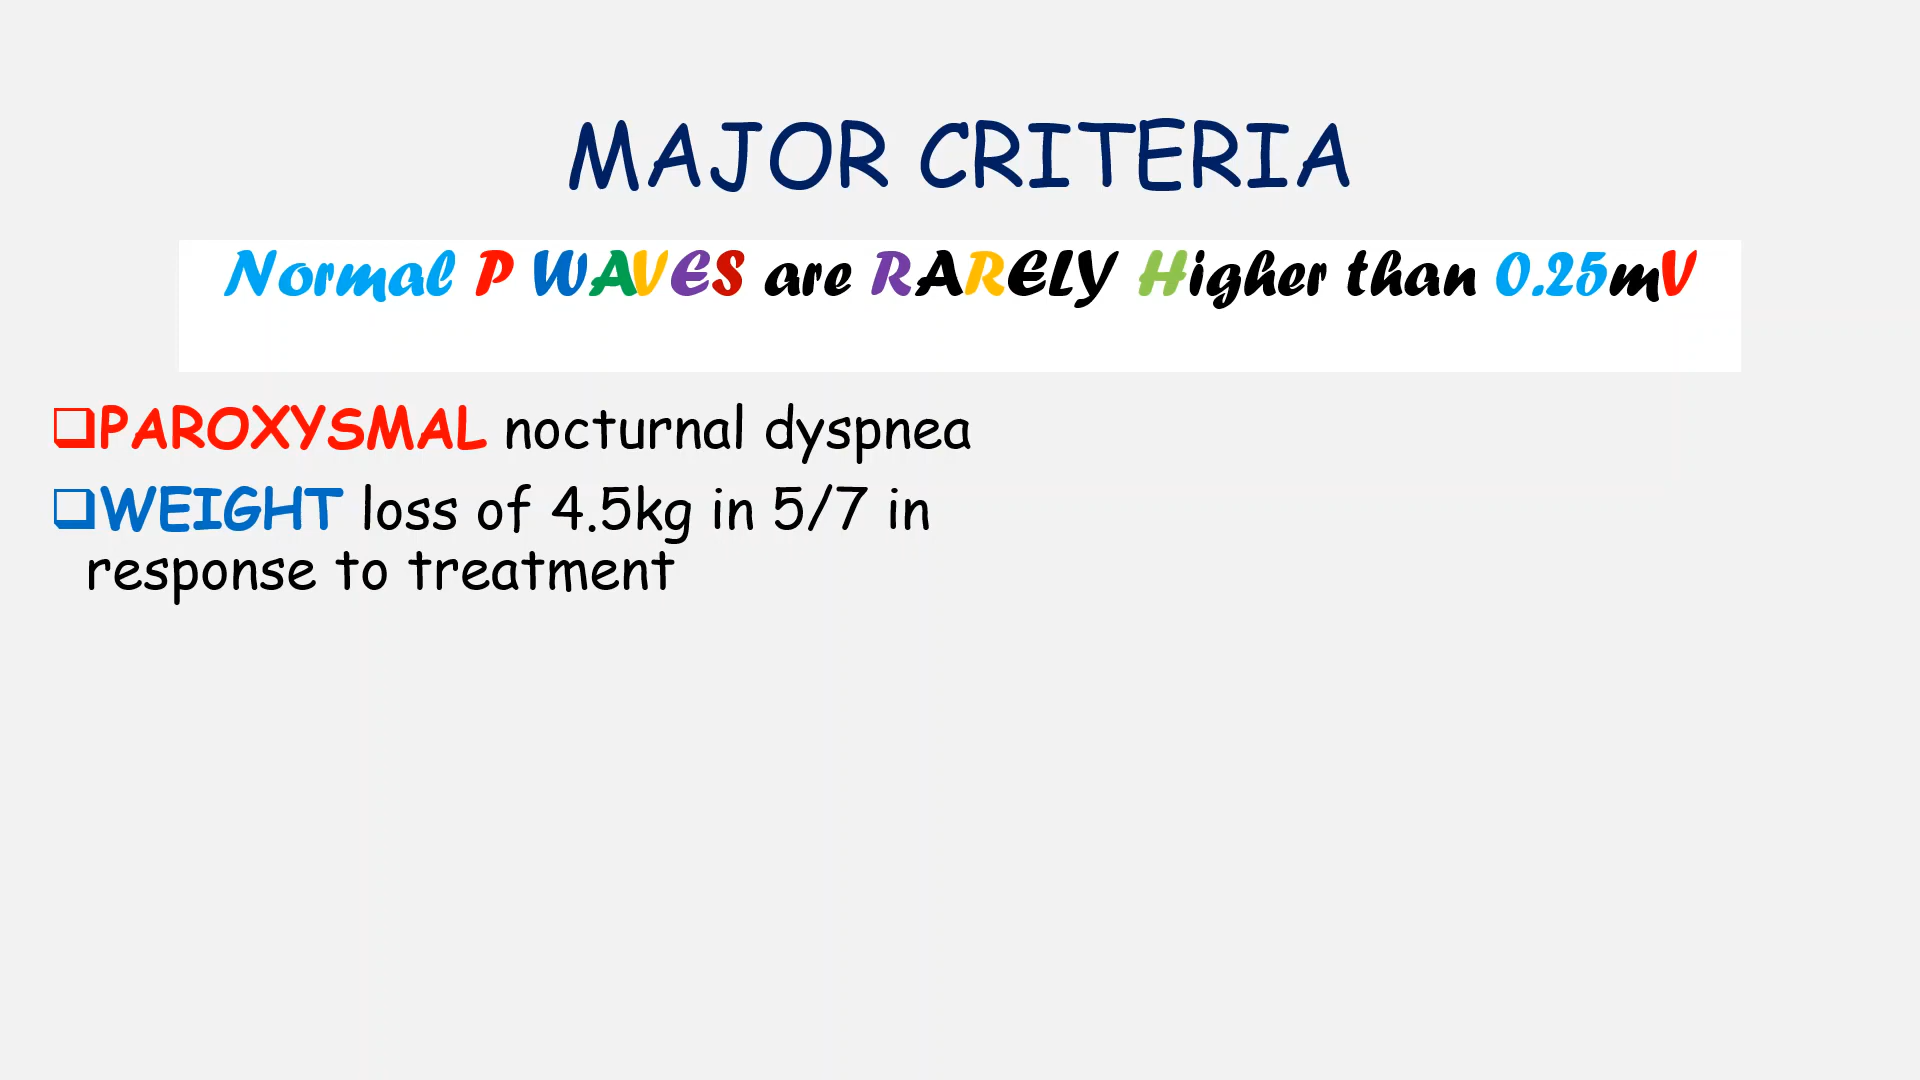 MAJOR CRITERIA
Normal P WAVES are RARELY Higher than 0.25mV
PAROXYSMAL nocturnal dyspnea
WEIGHT loss of 4.5kg in 5/7 in
response to treatment